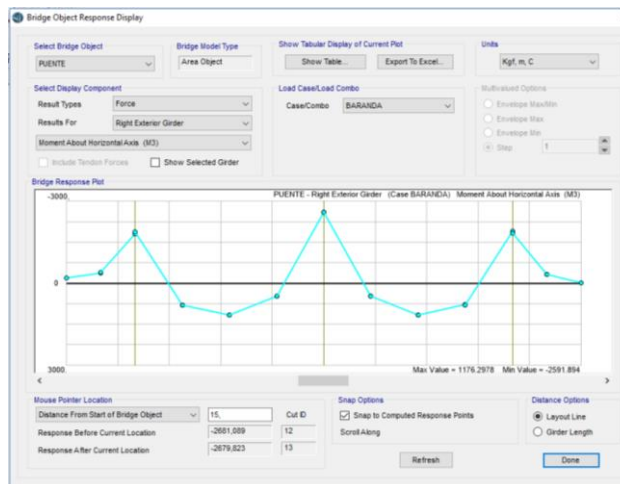 Bridge Object Response Display
Select Bridge Object
PUENTE
Bridge Model Type
Area Object
Show Tabular Display of Current Plot
Show Table...
Export To Excel...
Units
Kgf, m, C
Select Display Component
Result Types
Force
Results For
Right Exterior Girder
Moment About Horizontal Axis (M3)
Include Tendon Forces
Show Selected Girder
Load Case/Load Combo
Case/Combo
BARANDA
Multivalued Options
Envelope Max/Min
Envelope Max
Envelope Min
Step
1
Bridge Response Plot
-3000,
PUENTE - Right Exterior Girder (Case BARANDA) Moment About Horizontal Axis (M3)
0
3000,
Max Value = 1176.2978 Min Value = -2591.894
Mouse Pointer Location
Distance From Start of Bridge Object
15,
Cut ID
Response Before Current Location
-2681,089
12
Response After Current Location
-2679,823
13
Snap Options
Snap to Computed Response Points
Scroll Along
Distance Options
Layout Line
Girder Length
Refresh
Done